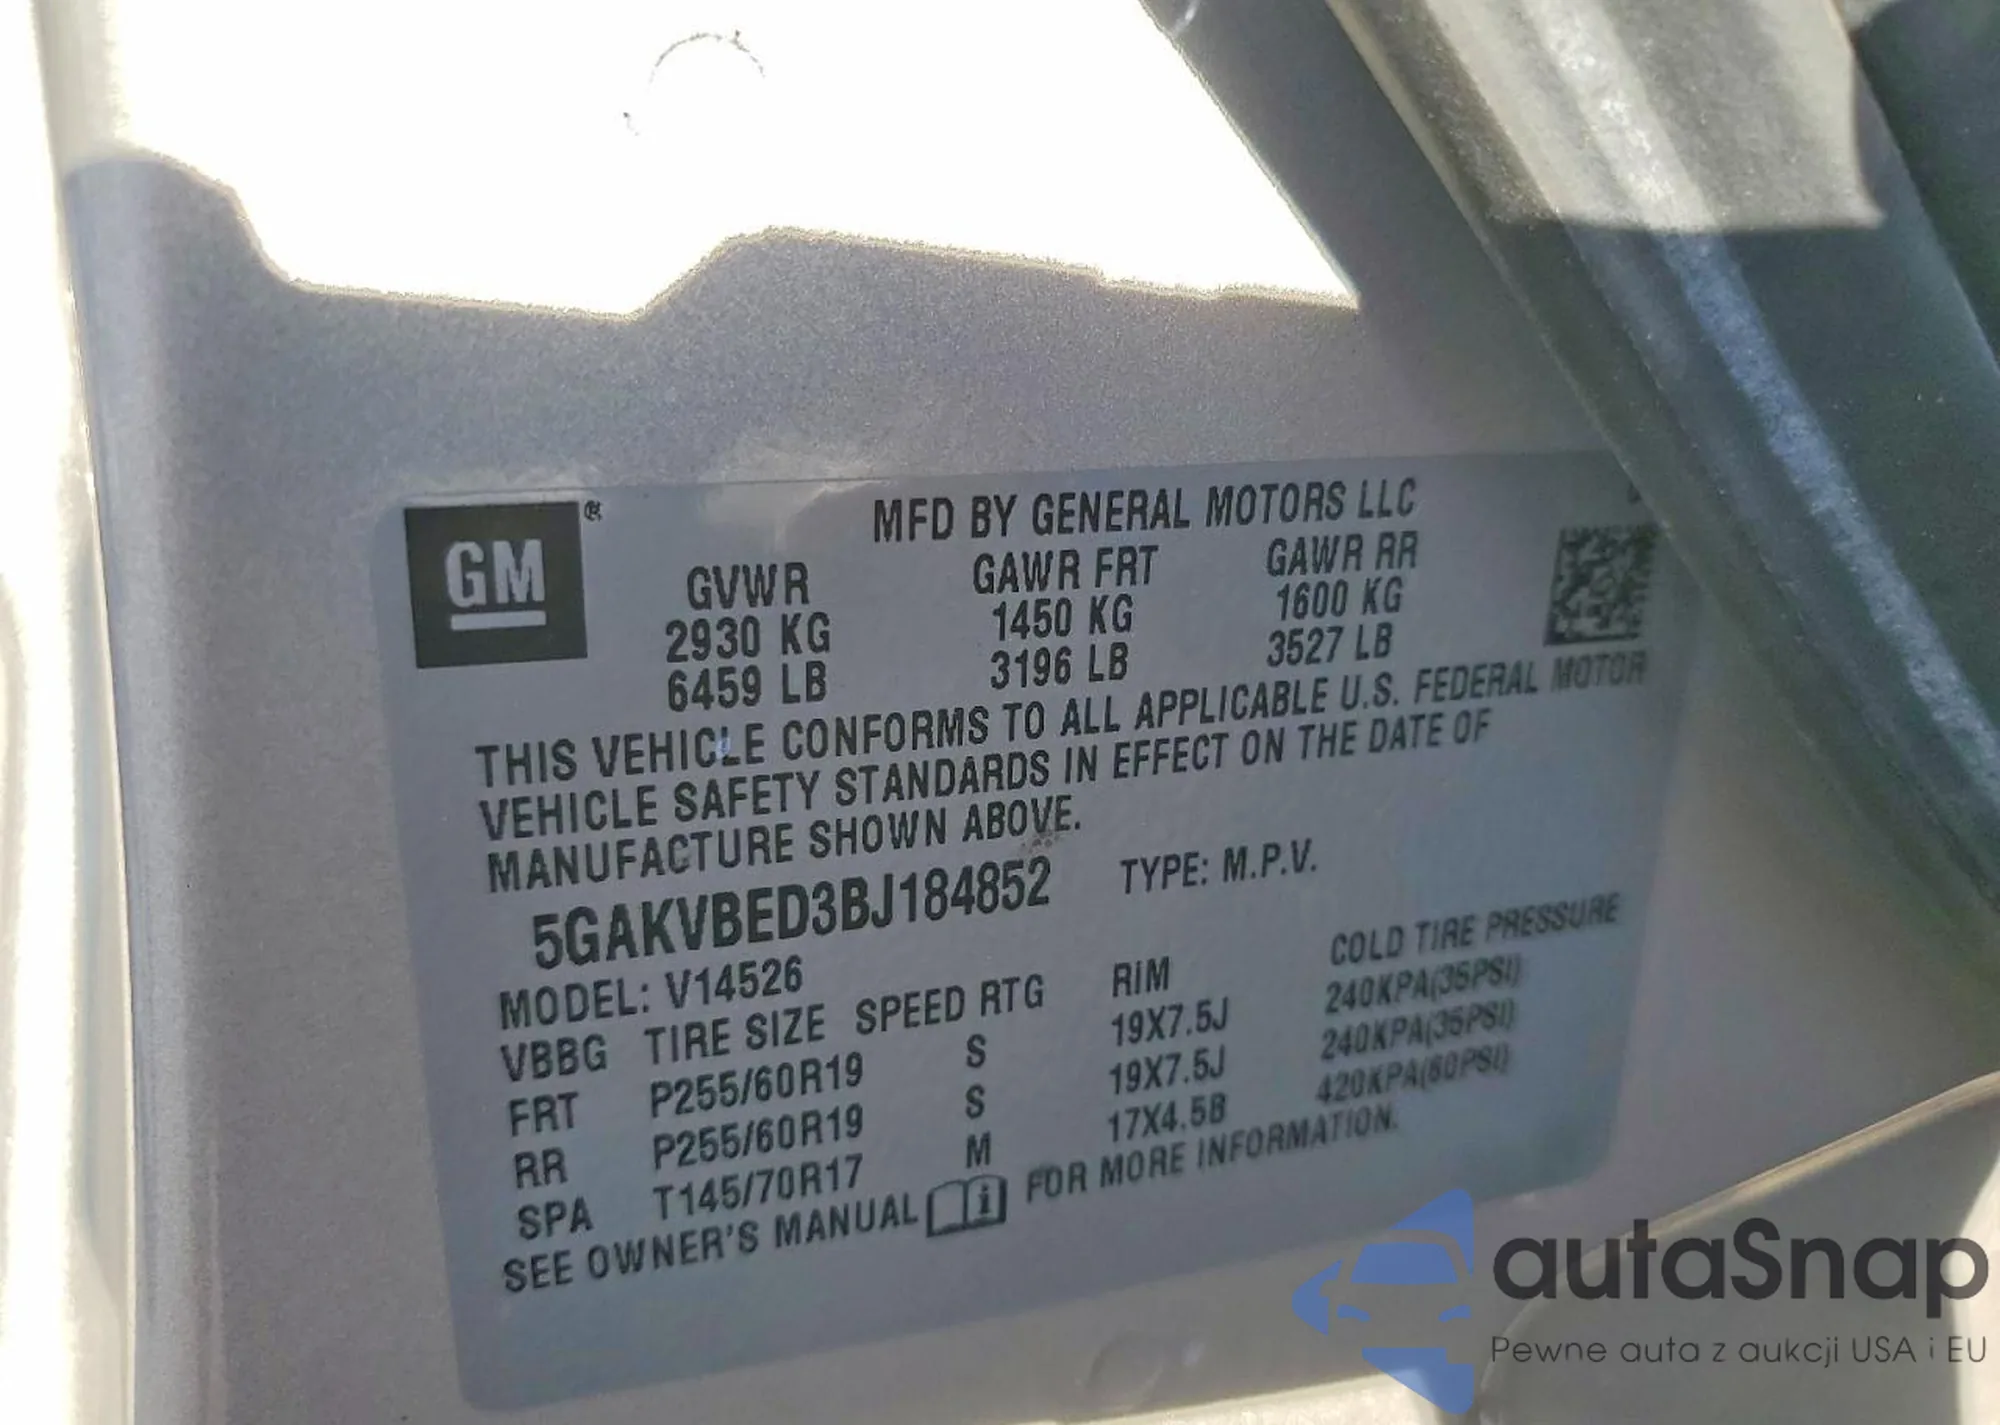 MFD BY GENERAL MOTORS LLC
GM®
GVWR GAWR FRT GAWR RR
2930 KG 1450 KG 1600 KG
6459 LB 3196 LB 3527 LB
THIS VEHICLE CONFORMS TO ALL APPLICABLE U.S. FEDERAL MOTOR
VEHICLE SAFETY STANDARDS IN EFFECT ON THE DATE OF
MANUFACTURE SHOWN ABOVE.
5GAKVBED3BJ184852 TYPE: M.P.V.
MODEL: V14526
VBBG TIRE SIZE SPEED RTG RIM COLD TIRE PRESSURE
FRT P255/60R19 S 19X7.5J 240KPA(35PSI)
RR P255/60R19 S 19X7.5J 240KPA(35PSI)
SPA T145/70R17 M 17X4.5B 420KPA(60PSI)
SEE OWNER'S MANUAL FOR MORE INFORMATION.
autaSnap
Pewne auta z aukcji USA i EU